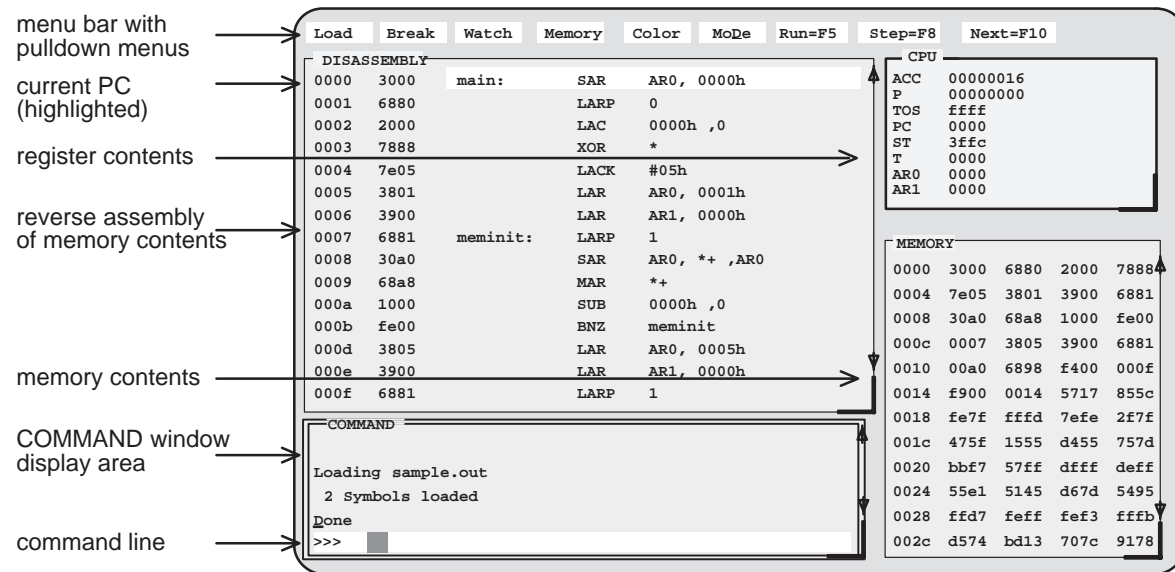 menu bar with
pulldown menus
current PC
(highlighted)
register contents
reverse assembly
of memory contents
memory contents
COMMAND window
display area
command line
Load Break Watch Memory Color MoDe Run=F5 Step=F8 Next=F10
DISASSEMBLY
0000 3000 main: SAR AR0, 0000h
0001 6880 LARP 0
0002 2000 LAC 0000h ,0
0003 7888 XOR *
0004 7e05 LACK #05h
0005 3801 LAR AR0, 0001h
0006 3900 LAR AR1, 0000h
0007 6881 meminit: LARP 1
0008 30a0 SAR AR0, *+ ,AR0
0009 68a8 MAR *+
000a 1000 SUB 0000h ,0
000b fe00 BNZ meminit
000d 3805 LAR AR0, 0005h
000e 3900 LAR AR1, 0000h
000f 6881 LARP 1
CPU
ACC 00000016
P 00000000
TOS ffff
PC 0000
ST 3ffc
T 0000
AR0 0000
AR1 0000
MEMORY
0000 3000 6880 2000 7888
0004 7e05 3801 3900 6881
0008 30a0 68a8 1000 fe00
000c 0007 3805 3900 6881
0010 00a0 6898 f400 000f
0014 f900 0014 5717 855c
0018 fe7f fffd 7efe 2f7f
001c 475f 1555 d455 757d
0020 bbf7 57ff dfff deff
0024 55e1 5145 d67d 5495
0028 ffd7 feff fef3 fffb
002c d574 bd13 707c 9178
COMMAND
Loading sample.out
2 Symbols loaded
Done
>>>